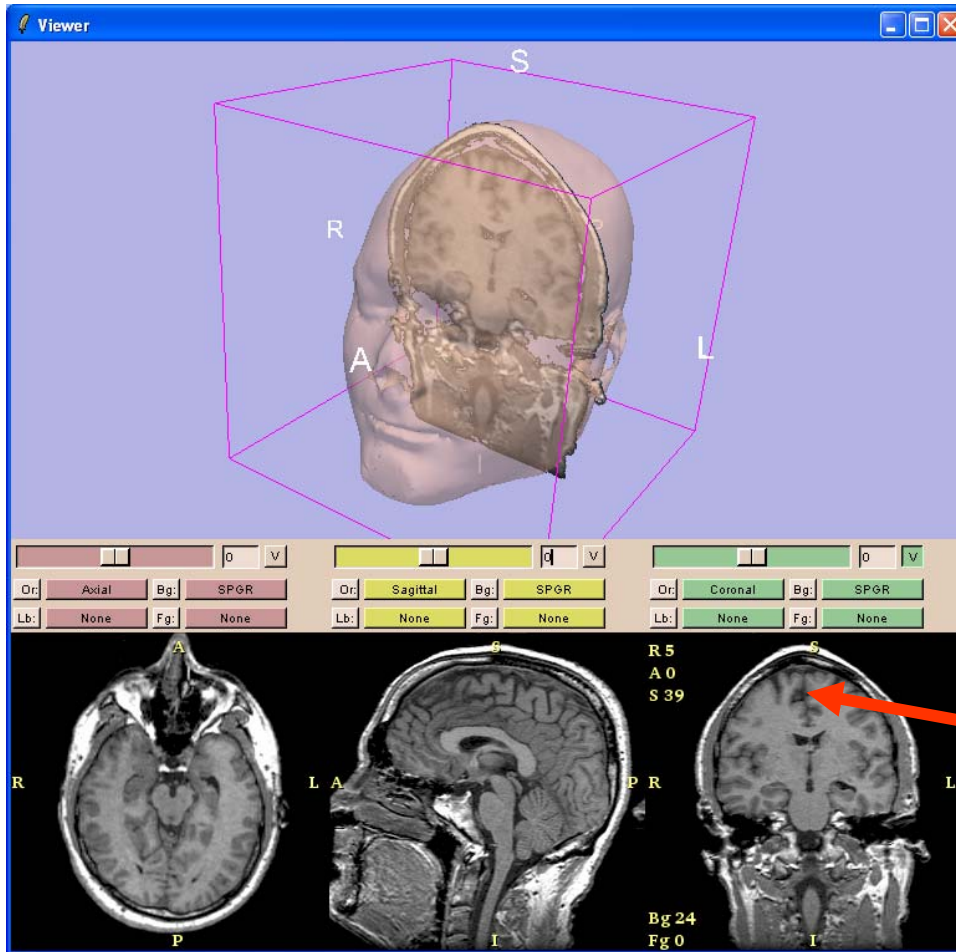 Viewer
S
R
P
A
L
I
0 V
0 V
0 V
Or: Axial Bg: SPGR
Lb: None Fg: None
Or: Sagittal Bg: SPGR
Lb: None Fg: None
Or: Coronal Bg: SPGR
Lb: None Fg: None
A
R
L
P
S
A
P
I
R 5
A 0
S 39
S
R
L
Bg 24
Fg 0
I